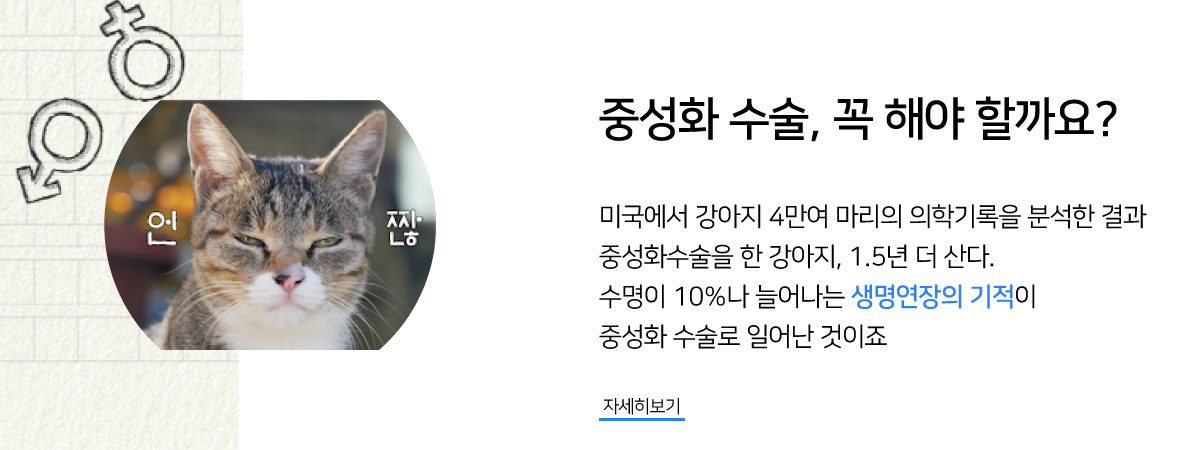 언 짢
중성화 수술, 꼭 해야 할까요?
미국에서 강아지 4만여 마리의 의학기록을 분석한 결과
중성화수술을 한 강아지, 1.5년 더 산다.
수명이 10%나 늘어나는 생명연장의 기적이
중성화 수술로 일어난 것이죠
자세히보기